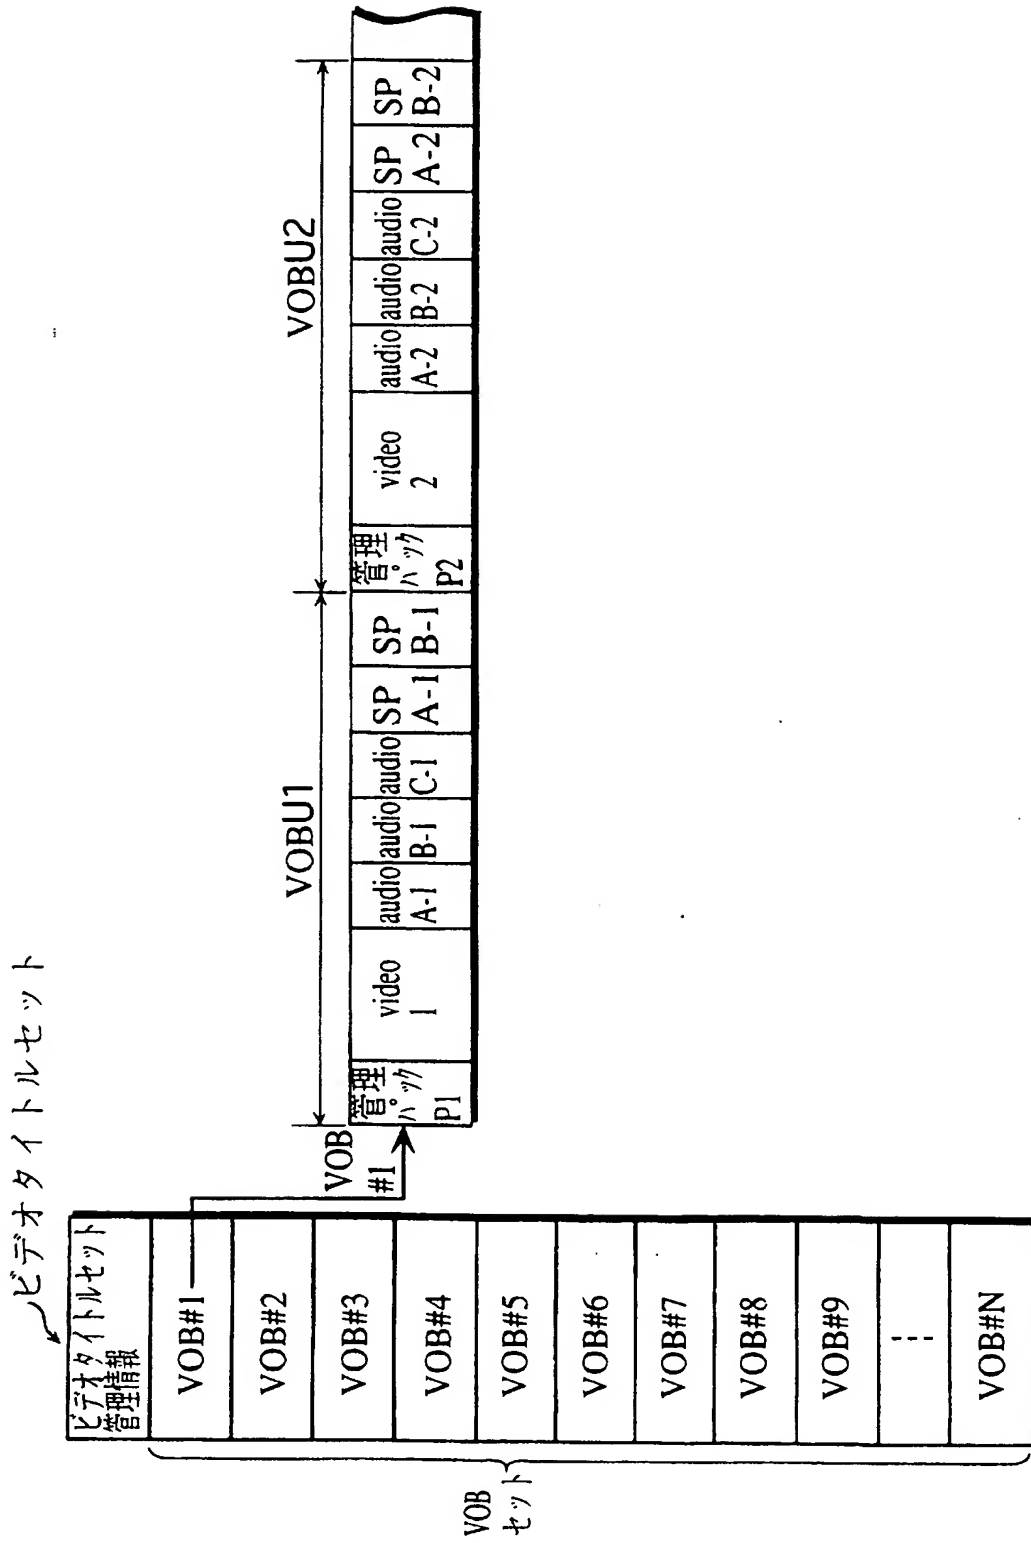 ビデオタイトルセット
ビデオタイトルセット
管理情報
VOB#1
VOB#2
VOB#3
VOB#4
VOB#5
VOB#6
VOB#7
VOB#8
VOB#9
VOB#N
VOB
セット
VOB
#1
VOBU1
VOBU2
管理
パック
P1
video
1
audio
A-1
audio
B-1
audio
C-1
SP
A-1
SP
B-1
管理
パック
P2
video
2
audio
A-2
audio
B-2
audio
C-2
SP
A-2
SP
B-2